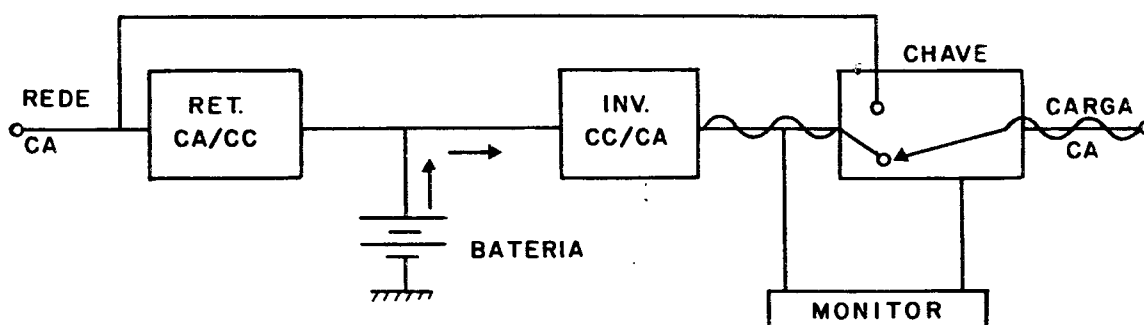 CHAVE
REDE
CA
RET.
CA/CC
INV.
CC/CA
CARGA
CA
BATERIA
MONITOR